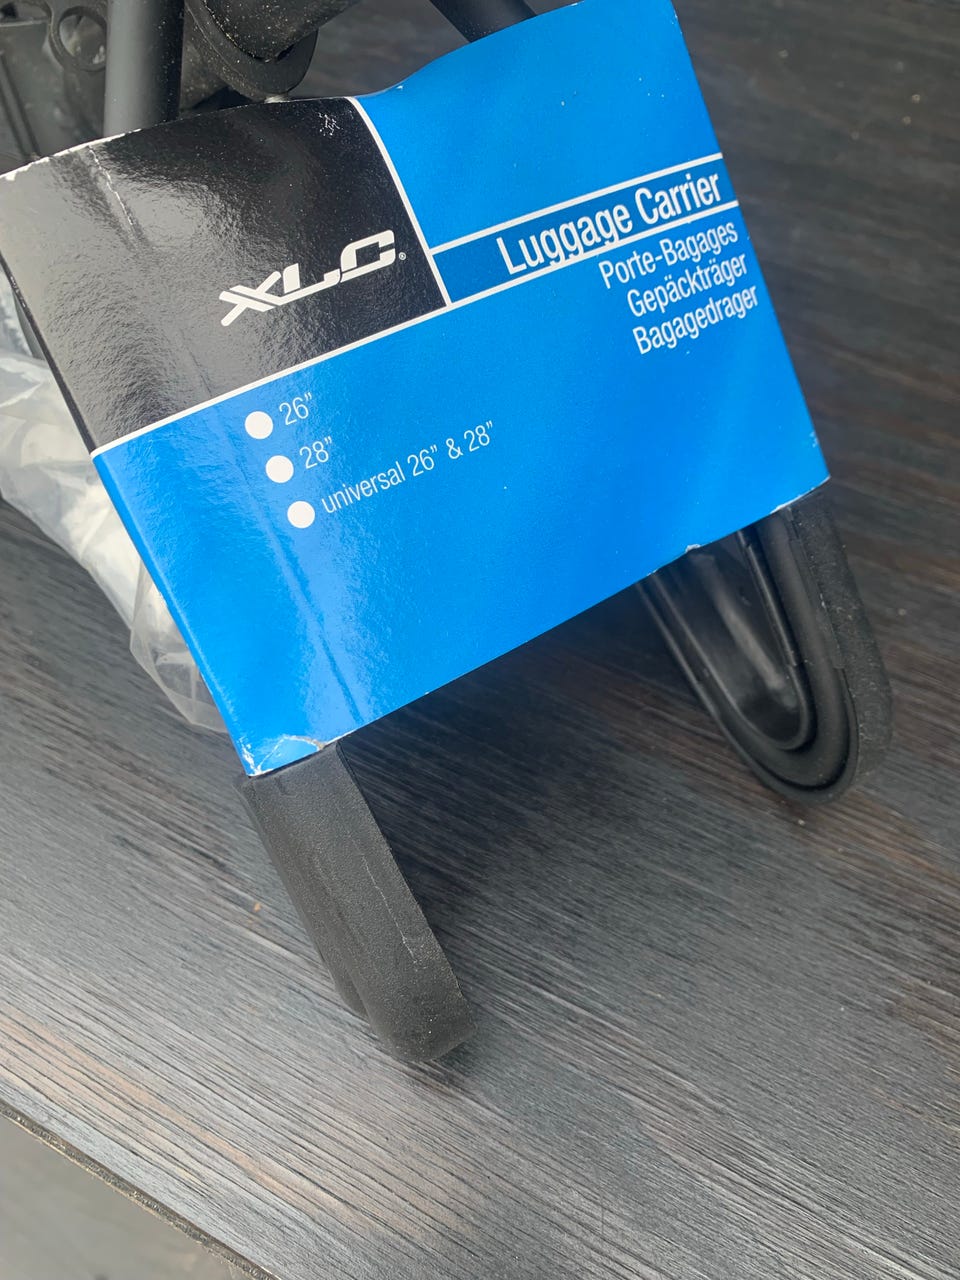 XLC®
Luggage Carrier
Porte-Bagages
Gepäckträger
Bagagedrager
26”
28”
universal 26” & 28”